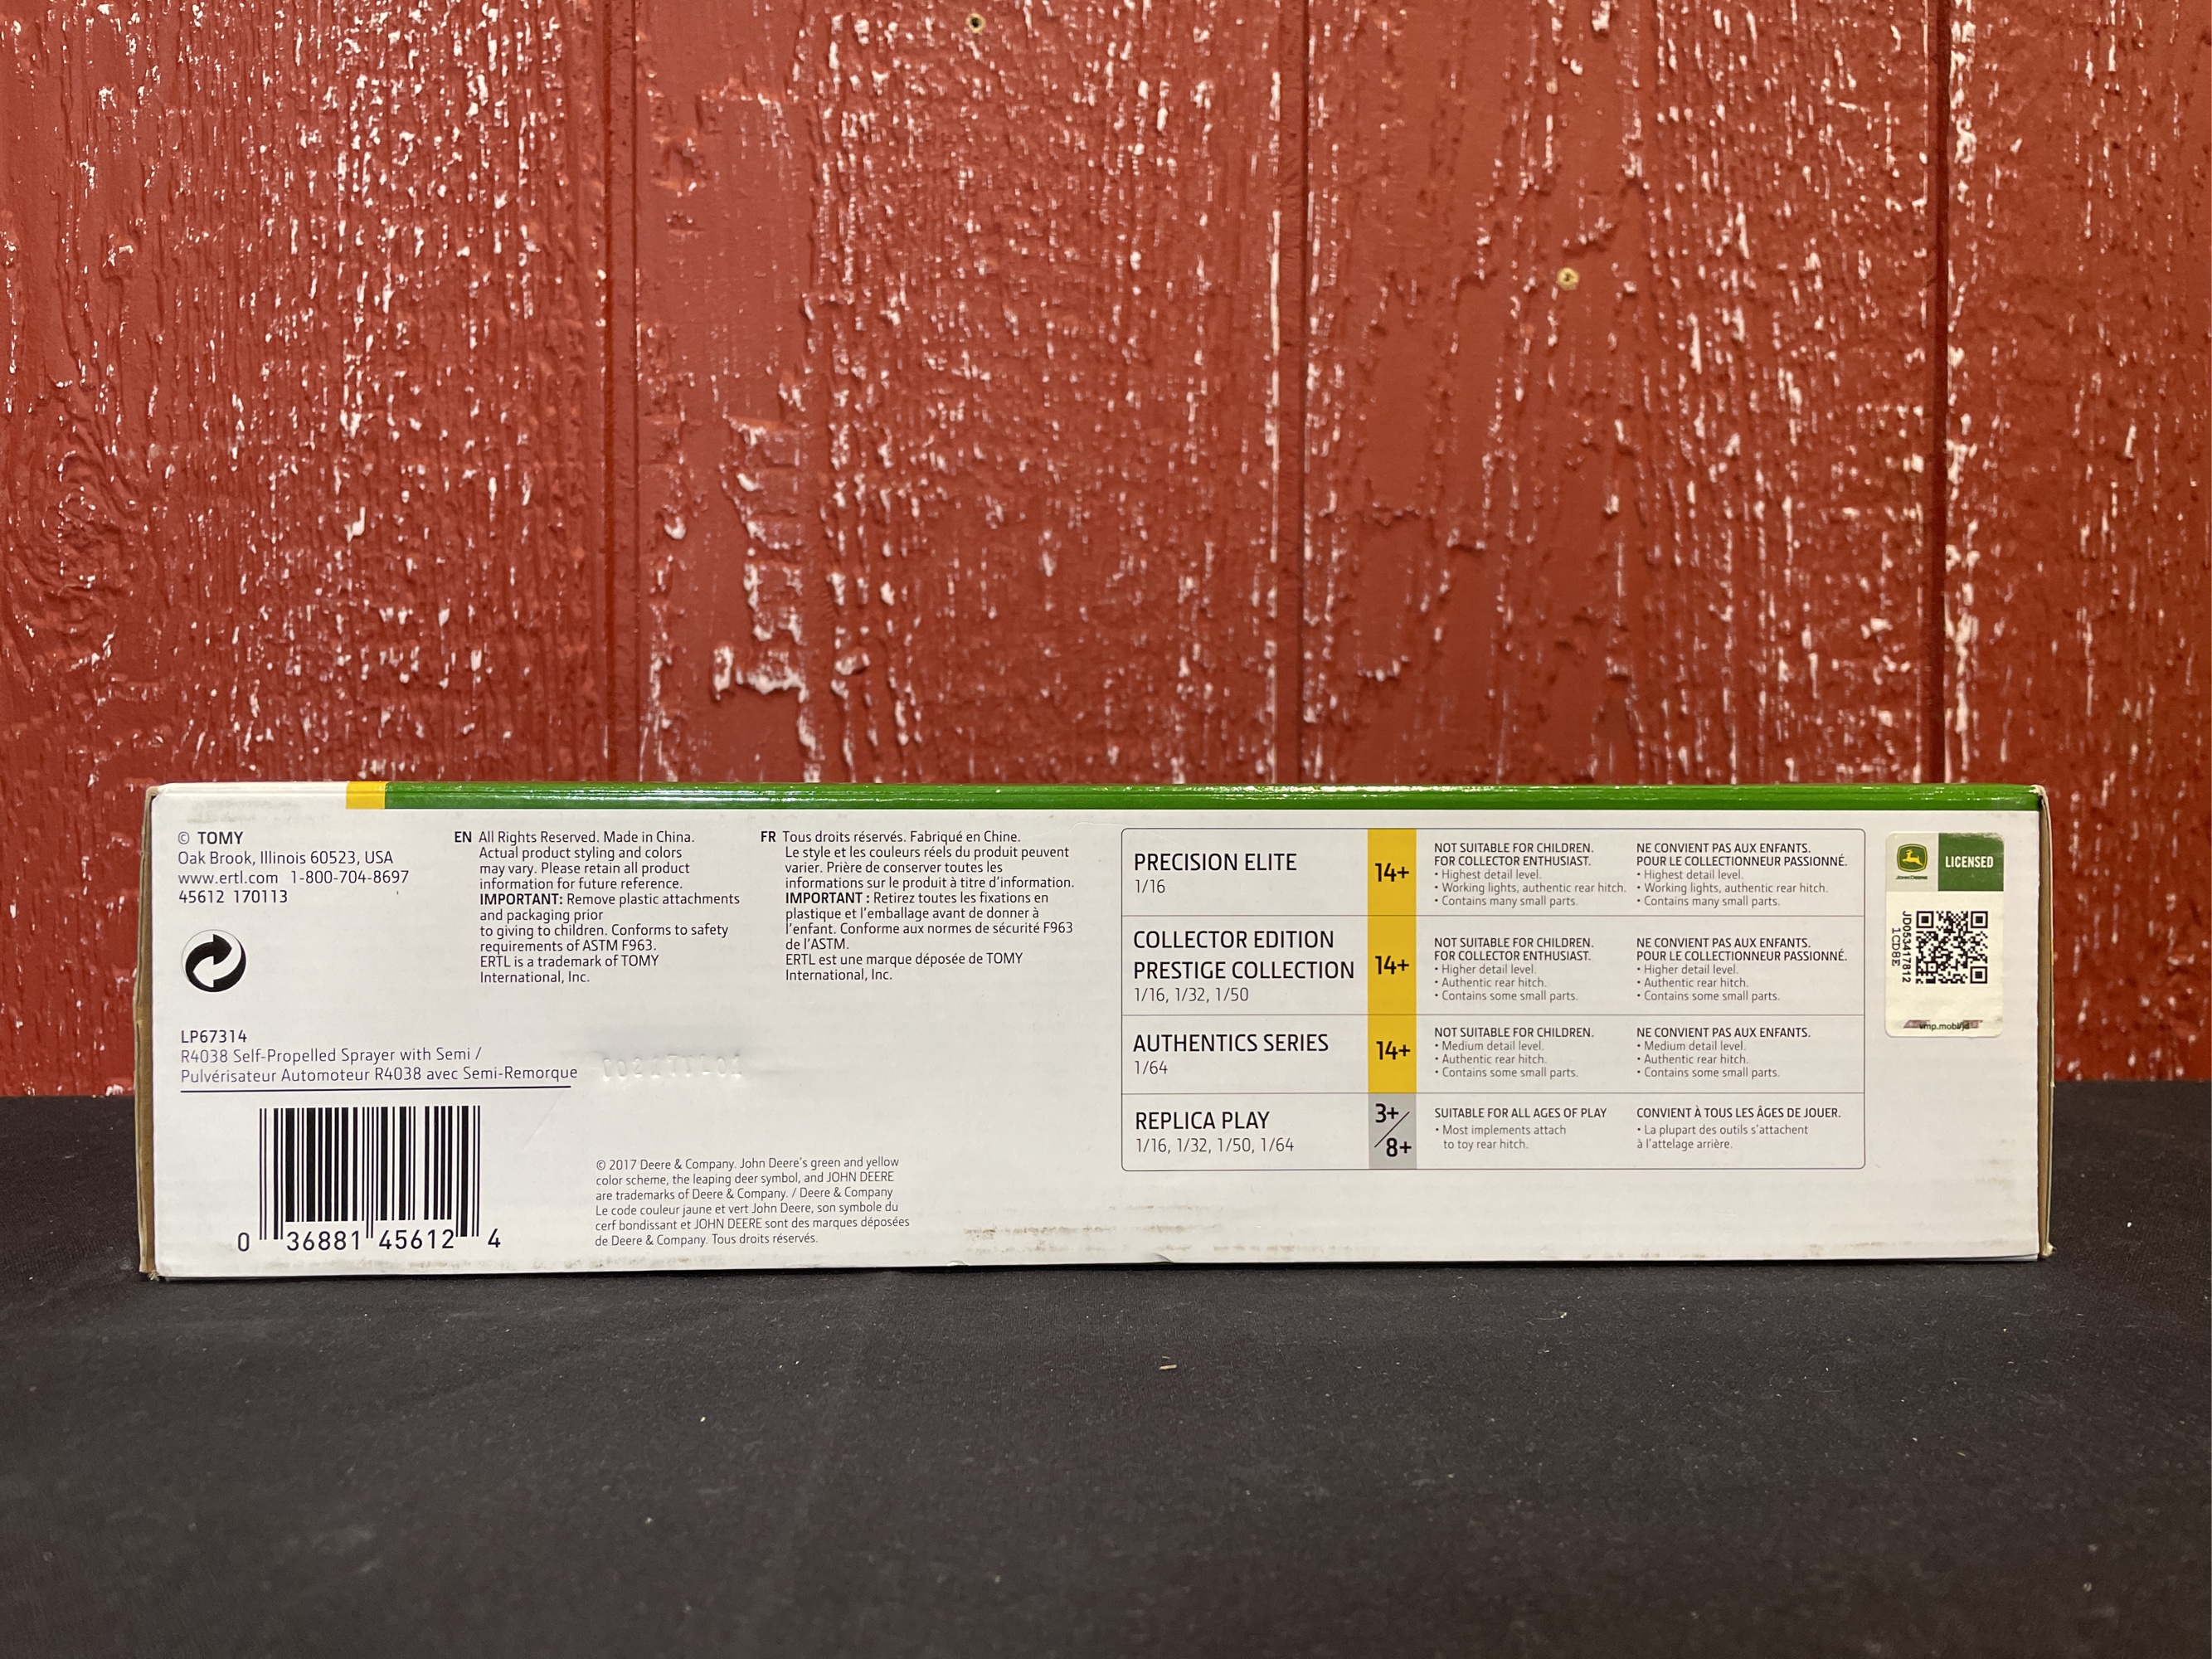 © TOMY
Oak Brook, Illinois 60523, USA
www.ertl.com 1-800-704-8697
45612 170113
EN All Rights Reserved. Made in China.
Actual product styling and colors
may vary. Please retain all product
information for future reference.
IMPORTANT: Remove plastic attachments
and packaging prior
to giving to children. Conforms to safety
requirements of ASTM F963.
ERTL is a trademark of TOMY
International, Inc.
FR Tous droits réservés. Fabriqué en Chine.
Le style et les couleurs réels du produit peuvent
varier. Prière de conserver toutes les
informations sur le produit à titre d'information.
IMPORTANT : Retirez toutes les fixations en
plastique et l'emballage avant de donner à
l'enfant. Conforme aux normes de sécurité F963
de l'ASTM.
ERTL est une marque déposée de TOMY
International, Inc.
LP67314
R4038 Self-Propelled Sprayer with Semi /
Pulvérisateur Automoteur R4038 avec Semi-Remorque
0 36881 45612 4
© 2017 Deere & Company. John Deere's green and yellow
color scheme, the leaping deer symbol, and JOHN DEERE
are trademarks of Deere & Company. / Deere & Company
Le code couleur jaune et vert John Deere, son symbole du
cerf bondissant et JOHN DEERE sont des marques déposées
de Deere & Company. Tous droits réservés.
PRECISION ELITE
1/16
14+
NOT SUITABLE FOR CHILDREN.
FOR COLLECTOR ENTHUSIAST.
• Highest detail level.
• Working lights, authentic rear hitch.
• Contains many small parts.
NE CONVIENT PAS AUX ENFANTS.
POUR LE COLLECTIONNEUR PASSIONNÉ.
• Highest detail level.
• Working lights, authentic rear hitch.
• Contains many small parts.
COLLECTOR EDITION
PRESTIGE COLLECTION
1/16, 1/32, 1/50
14+
NOT SUITABLE FOR CHILDREN.
FOR COLLECTOR ENTHUSIAST.
• Higher detail level.
• Authentic rear hitch.
• Contains some small parts.
NE CONVIENT PAS AUX ENFANTS.
POUR LE COLLECTIONNEUR PASSIONNÉ.
• Higher detail level.
• Authentic rear hitch.
• Contains some small parts.
AUTHENTICS SERIES
1/64
14+
NOT SUITABLE FOR CHILDREN.
• Medium detail level.
• Authentic rear hitch.
• Contains some small parts.
NE CONVIENT PAS AUX ENFANTS.
• Medium detail level.
• Authentic rear hitch.
• Contains some small parts.
REPLICA PLAY
1/16, 1/32, 1/50, 1/64
3+/
8+
SUITABLE FOR ALL AGES OF PLAY
• Most implements attach
to toy rear hitch.
CONVIENT À TOUS LES ÂGES DE JOUER.
• La plupart des outils s'attachent
à l'attelage arrière.
JOHN DEERE
LICENSED
JD053417812
1CDBE
vmp.mobi/jd